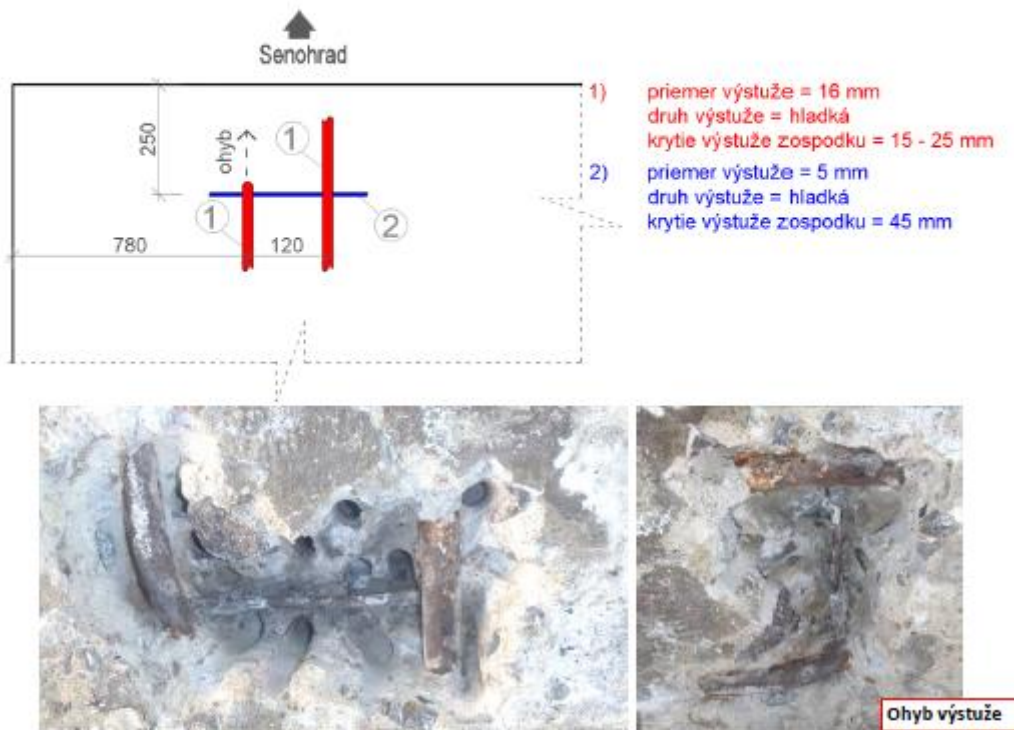 Senohrad
250
ohyb
1
1
2
780
120
1) priemer výstuže = 16 mm
druh výstuže = hladká
krytie výstuže zospodku = 15 - 25 mm
2) priemer výstuže = 5 mm
druh výstuže = hladká
krytie výstuže zospodku = 45 mm
Ohyb výstuže